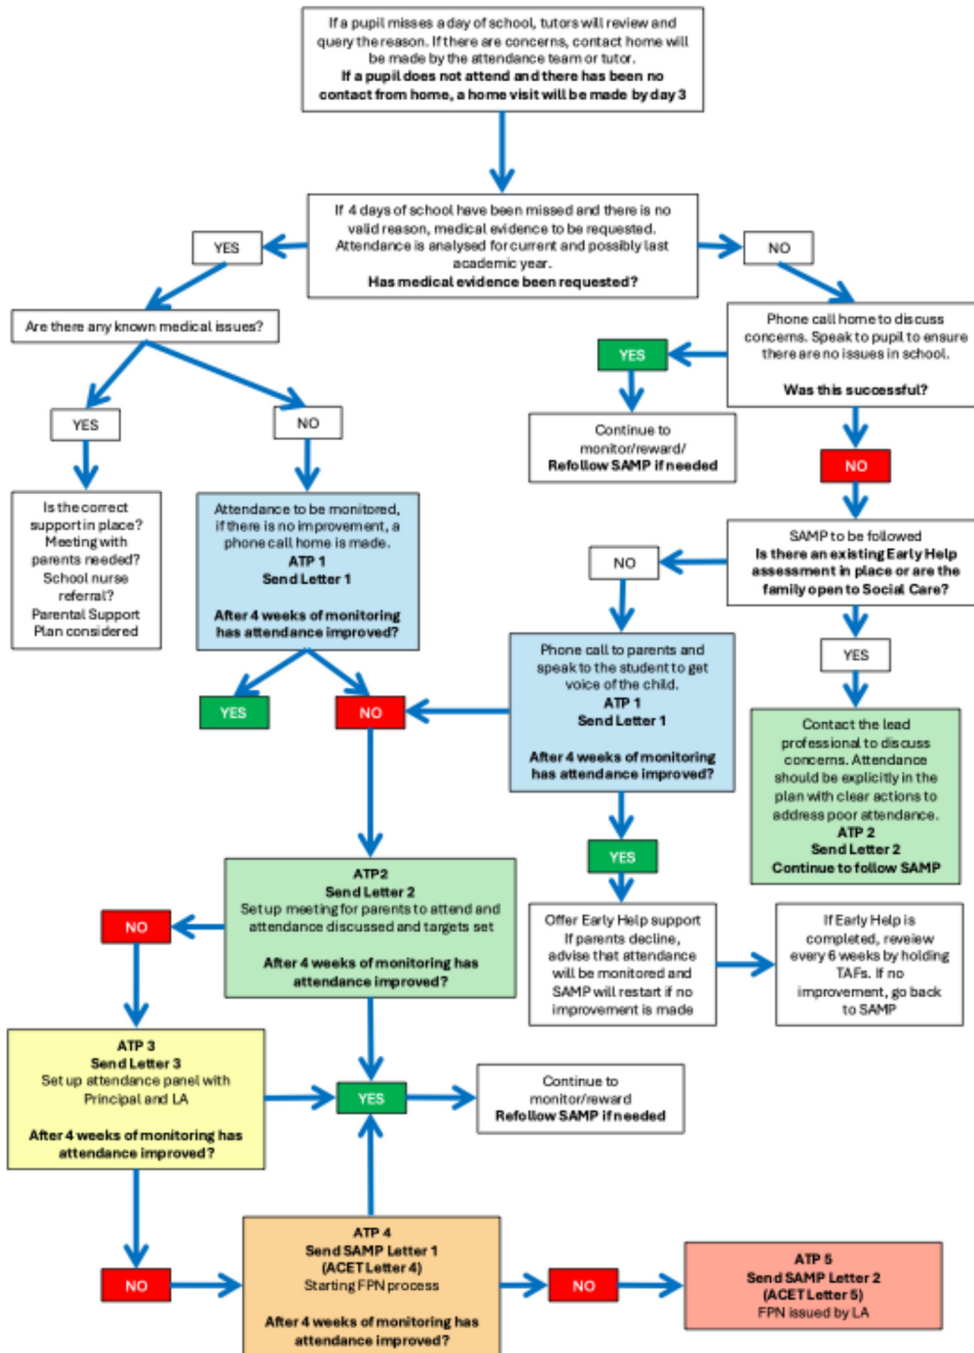 If a pupil misses a day of school, tutors will review and
query the reason. If there are concerns, contact home will
be made by the attendance team or tutor.
If a pupil does not attend and there has been no
contact from home, a home visit will be made by day 3
If 4 days of school have been missed and there is no
valid reason, medical evidence to be requested.
Attendance is analysed for current and possibly last
academic year.
Has medical evidence been requested?
YES
NO
Are there any known medical issues?
Phone call home to discuss
concerns. Speak to pupil to ensure
there are no issues in school.
Was this successful?
YES
YES
NO
Continue to
monitor/reward/
Refollow SAMP if needed
NO
Is the correct
support in place?
Meeting with
parents needed?
School nurse
referral?
Parental Support
Plan considered
Attendance to be monitored,
if there is no improvement, a
phone call home is made.
ATP 1
Send Letter 1
After 4 weeks of monitoring
has attendance improved?
SAMP to be followed
Is there an existing Early Help
assessment in place or are the
family open to Social Care?
NO
YES
Phone call to parents and
speak to the student to get
voice of the child.
ATP 1
Send Letter 1
After 4 weeks of monitoring
has attendance improved?
YES
NO
Contact the lead
professional to discuss
concerns. Attendance
should be explicitly in the
plan with clear actions to
address poor attendance.
ATP 2
Send Letter 2
Continue to follow SAMP
YES
ATP2
Send Letter 2
Set up meeting for parents to attend and
attendance discussed and targets set
After 4 weeks of monitoring has
attendance improved?
NO
Offer Early Help support
If parents decline,
advise that attendance
will be monitored and
SAMP will restart if no
improvement is made
If Early Help is
completed, reveiew
every 6 weeks by holding
TAFs. If no
improvement, go back
to SAMP
ATP 3
Send Letter 3
Set up attendance panel with
Principal and LA
After 4 weeks of monitoring has
attendance improved?
YES
Continue to
monitor/reward
Refollow SAMP if needed
NO
ATP 4
Send SAMP Letter 1
(ACET Letter 4)
Starting FPN process
After 4 weeks of monitoring has
attendance improved?
NO
ATP 5
Send SAMP Letter 2
(ACET Letter 5)
FPN issued by LA